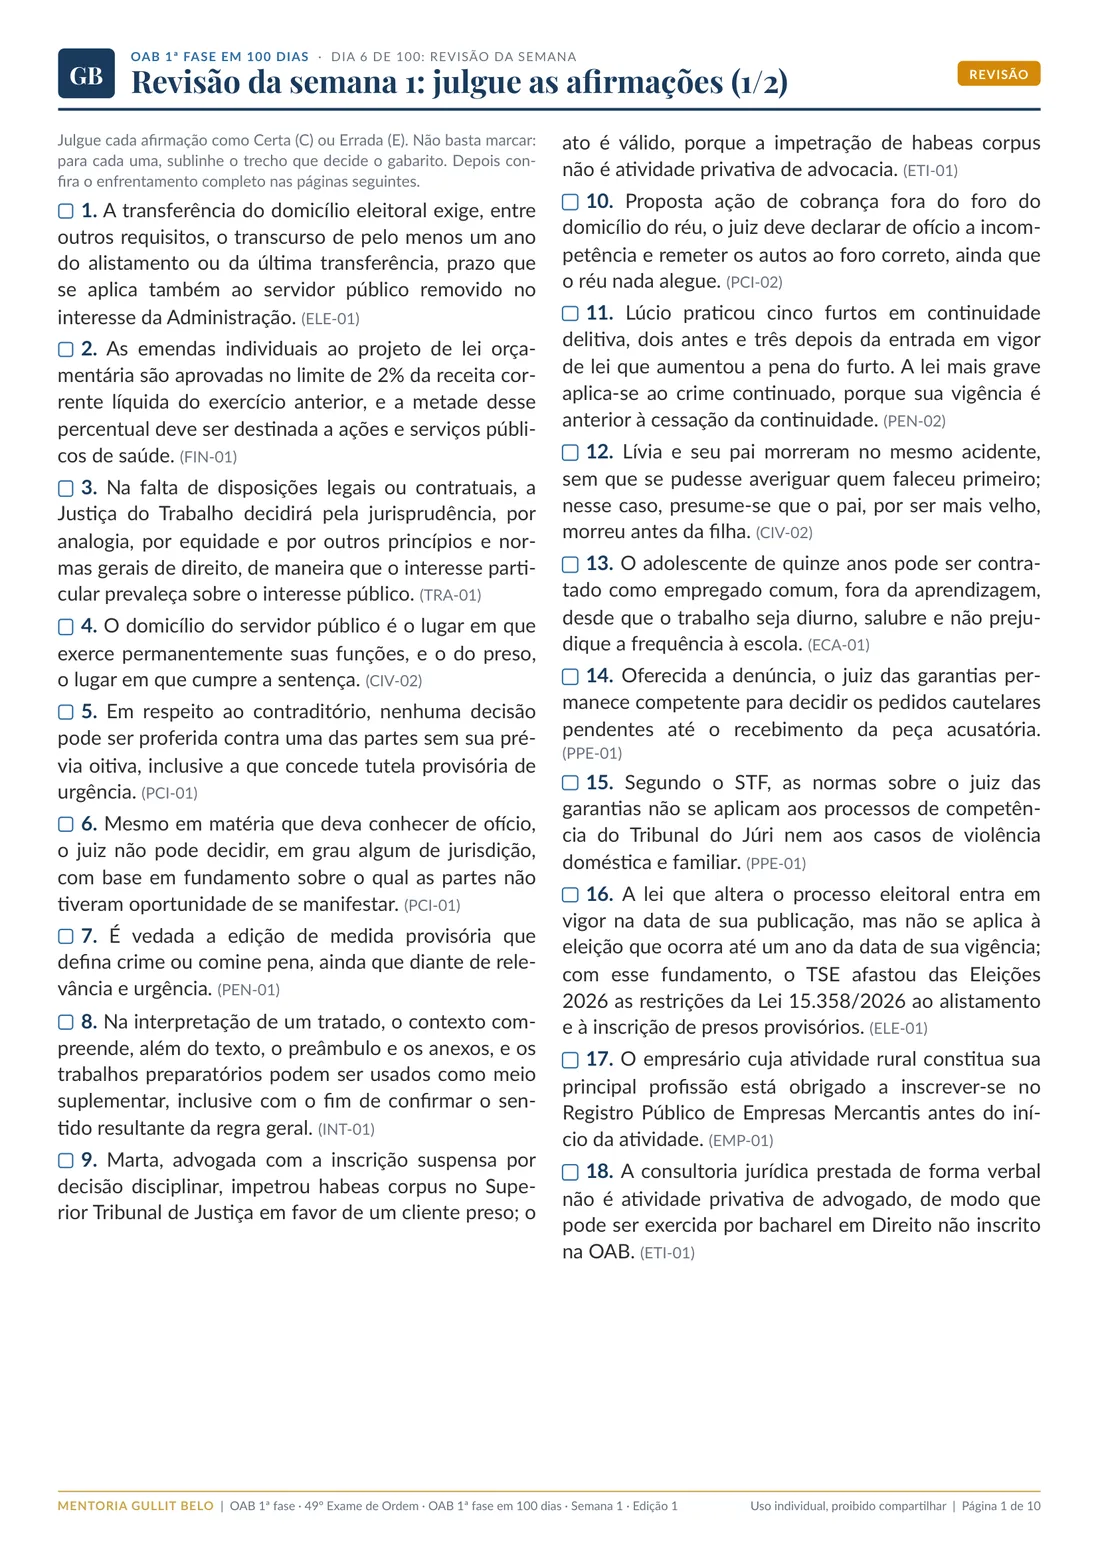 GB
OAB 1ª FASE EM 100 DIAS · DIA 6 DE 100: REVISÃO DA SEMANA
Revisão da semana 1: julgue as afirmações (1/2)
REVISÃO
Julgue cada afirmação como Certa (C) ou Errada (E). Não basta marcar:
para cada uma, sublinhe o trecho que decide o gabarito. Depois con-
fira o enfrentamento completo nas páginas seguintes.
1. A transferência do domicílio eleitoral exige, entre
outros requisitos, o transcurso de pelo menos um ano
do alistamento ou da última transferência, prazo que
se aplica também ao servidor público removido no
interesse da Administração. (ELE-01)
2. As emendas individuais ao projeto de lei orça-
mentária são aprovadas no limite de 2% da receita cor-
rente líquida do exercício anterior, e a metade desse
percentual deve ser destinada a ações e serviços públi-
cos de saúde. (FIN-01)
3. Na falta de disposições legais ou contratuais, a
Justiça do Trabalho decidirá pela jurisprudência, por
analogia, por equidade e por outros princípios e nor-
mas gerais de direito, de maneira que o interesse parti-
cular prevaleça sobre o interesse público. (TRA-01)
4. O domicílio do servidor público é o lugar em que
exerce permanentemente suas funções, e o do preso,
o lugar em que cumpre a sentença. (CIV-02)
5. Em respeito ao contraditório, nenhuma decisão
pode ser proferida contra uma das partes sem sua pré-
via oitiva, inclusive a que concede tutela provisória de
urgência. (PCI-01)
6. Mesmo em matéria que deva conhecer de ofício,
o juiz não pode decidir, em grau algum de jurisdição,
com base em fundamento sobre o qual as partes não
tiveram oportunidade de se manifestar. (PCI-01)
7. É vedada a edição de medida provisória que
defina crime ou comine pena, ainda que diante de rele-
vância e urgência. (PEN-01)
8. Na interpretação de um tratado, o contexto com-
preende, além do texto, o preâmbulo e os anexos, e os
trabalhos preparatórios podem ser usados como meio
suplementar, inclusive com o fim de confirmar o sen-
tido resultante da regra geral. (INT-01)
9. Marta, advogada com a inscrição suspensa por
decisão disciplinar, impetrou habeas corpus no Supe-
rior Tribunal de Justiça em favor de um cliente preso; o
ato é válido, porque a impetração de habeas corpus
não é atividade privativa de advocacia. (ETI-01)
10. Proposta ação de cobrança fora do foro do
domicílio do réu, o juiz deve declarar de ofício a incom-
petência e remeter os autos ao foro correto, ainda que
o réu nada alegue. (PCI-02)
11. Lúcio praticou cinco furtos em continuidade
delitiva, dois antes e três depois da entrada em vigor
de lei que aumentou a pena do furto. A lei mais grave
aplica-se ao crime continuado, porque sua vigência é
anterior à cessação da continuidade. (PEN-02)
12. Lívia e seu pai morreram no mesmo acidente,
sem que se pudesse averiguar quem faleceu primeiro;
nesse caso, presume-se que o pai, por ser mais velho,
morreu antes da filha. (CIV-02)
13. O adolescente de quinze anos pode ser contra-
tado como empregado comum, fora da aprendizagem,
desde que o trabalho seja diurno, salubre e não preju-
dique a frequência à escola. (ECA-01)
14. Oferecida a denúncia, o juiz das garantias per-
manece competente para decidir os pedidos cautelares
pendentes até o recebimento da peça acusatória.
(PPE-01)
15. Segundo o STF, as normas sobre o juiz das
garantias não se aplicam aos processos de competên-
cia do Tribunal do Júri nem aos casos de violência
doméstica e familiar. (PPE-01)
16. A lei que altera o processo eleitoral entra em
vigor na data de sua publicação, mas não se aplica à
eleição que ocorra até um ano da data de sua vigência;
com esse fundamento, o TSE afastou das Eleições
2026 as restrições da Lei 15.358/2026 ao alistamento
e à inscrição de presos provisórios. (ELE-01)
17. O empresário cuja atividade rural constitua sua
principal profissão está obrigado a inscrever-se no
Registro Público de Empresas Mercantis antes do iní-
cio da atividade. (EMP-01)
18. A consultoria jurídica prestada de forma verbal
não é atividade privativa de advogado, de modo que
pode ser exercida por bacharel em Direito não inscrito
na OAB. (ETI-01)
MENTORIA GULLIT BELO | OAB 1ª fase · 49º Exame de Ordem · OAB 1ª fase em 100 dias · Semana 1 · Edição 1
Uso individual, proibido compartilhar | Página 1 de 10